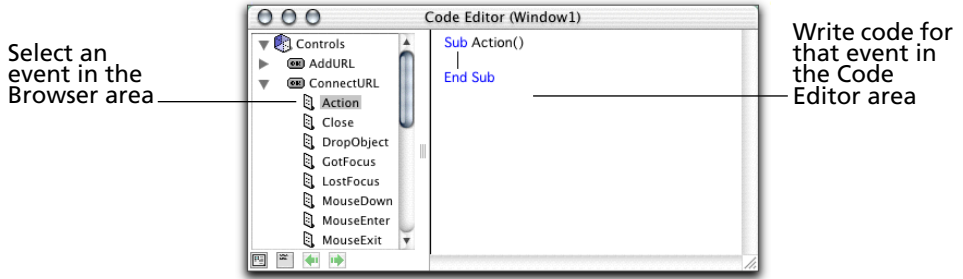 Code Editor (Window1)
Select an
event in the
Browser area
Controls
AddURL
ConnectURL
Action
Close
DropObject
GotFocus
LostFocus
MouseDown
MouseEnter
MouseExit
Sub Action()
End Sub
Write code for
that event in
the Code
Editor area